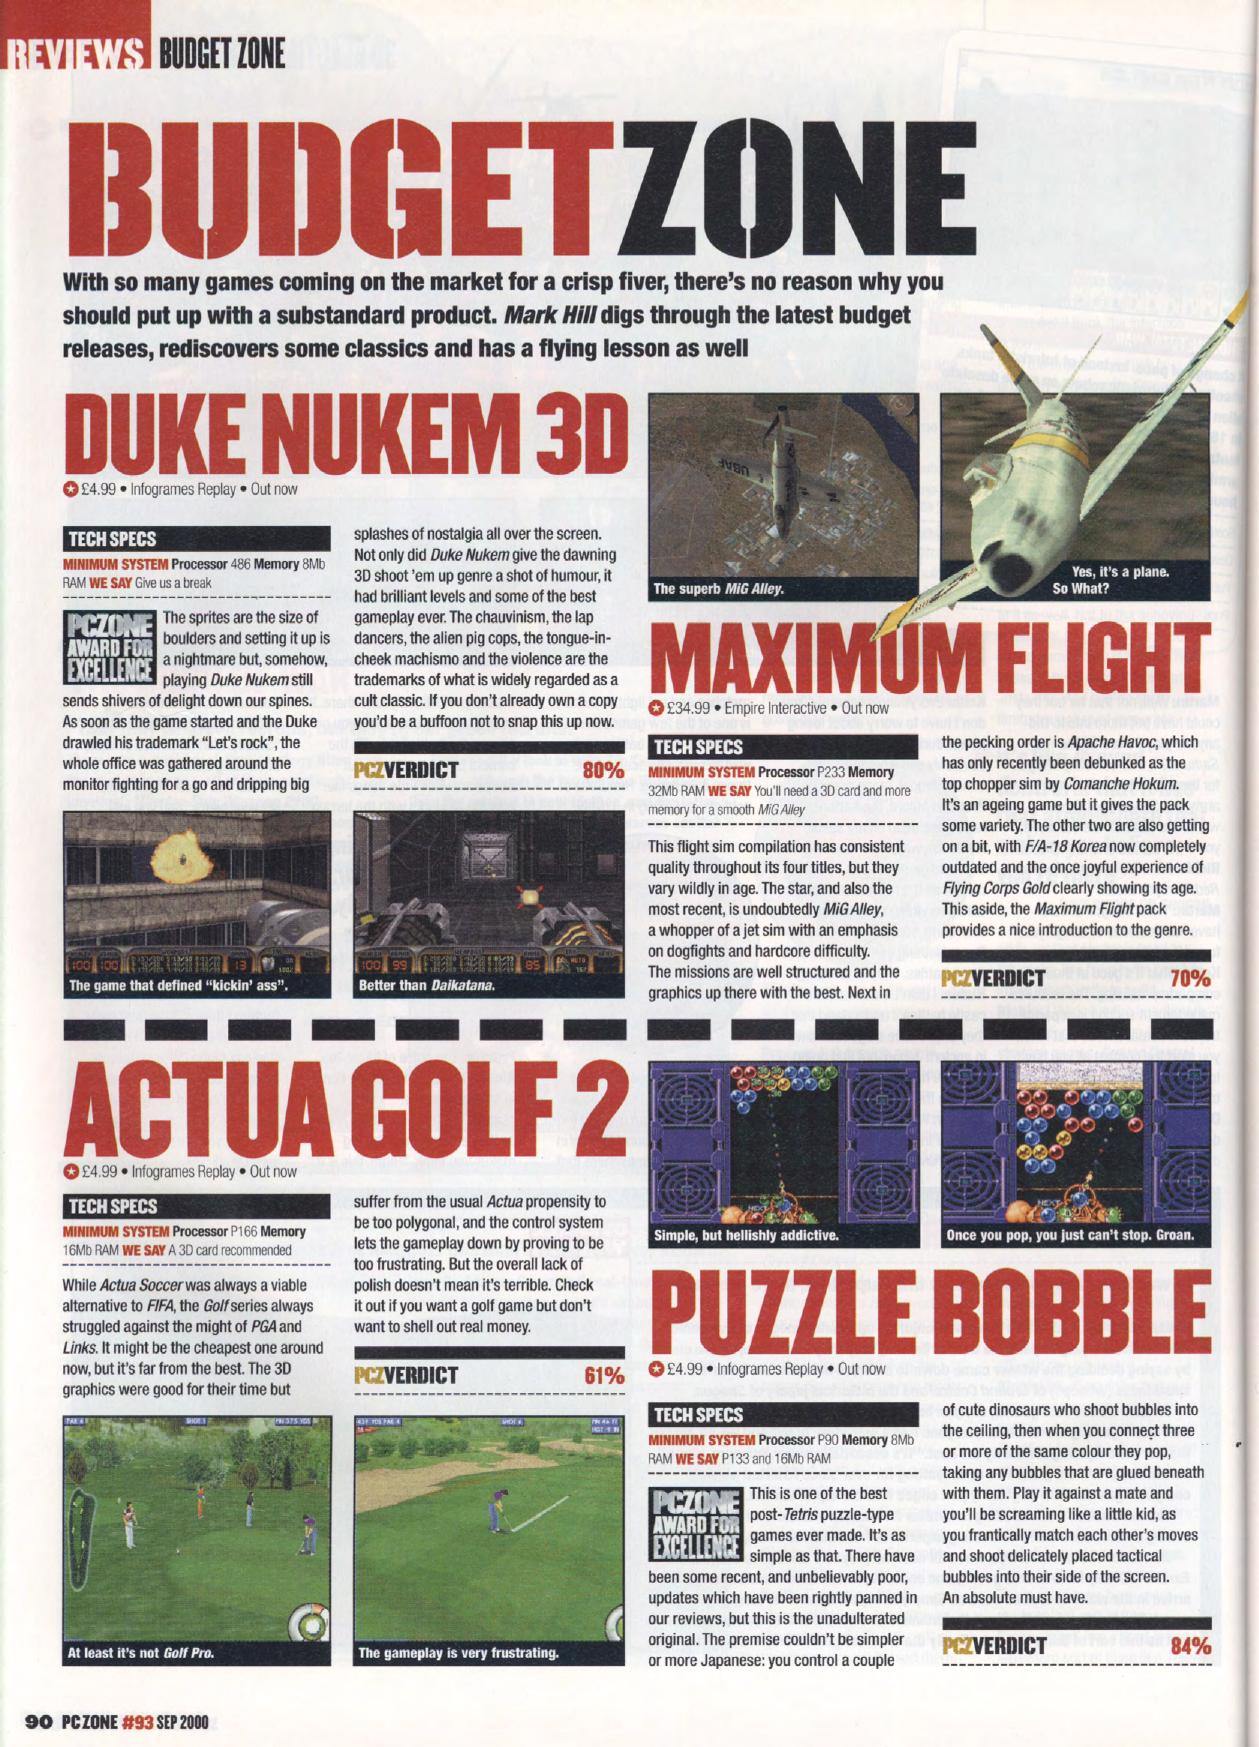 REVIEWS BUDGET ZONE
BUDGETZONE
With so many games coming on the market for a crisp fiver, there's no reason why you
should put up with a substandard product. Mark Hill digs through the latest budget
releases, rediscovers some classics and has a flying lesson as well
DUKE NUKEM 3D
£4.99 • Infogrames Replay • Out now
TECH SPECS
MINIMUM SYSTEM Processor 486 Memory 8Mb
RAM WE SAY Give us a break
PCZONE
AWARD FOR
EXCELLENCE
The sprites are the size of
boulders and setting it up is
a nightmare but, somehow,
playing Duke Nukem still
sends shivers of delight down our spines.
As soon as the game started and the Duke
drawled his trademark “Let's rock”, the
whole office was gathered around the
monitor fighting for a go and dripping big
splashes of nostalgia all over the screen.
Not only did Duke Nukem give the dawning
3D shoot 'em up genre a shot of humour, it
had brilliant levels and some of the best
gameplay ever. The chauvinism, the lap
dancers, the alien pig cops, the tongue-in-
cheek machismo and the violence are the
trademarks of what is widely regarded as a
cult classic. If you don't already own a copy
you'd be a buffoon not to snap this up now.
PCZVERDICT 80%
The game that defined “kickin' ass”.
Better than Daikatana.
USAF
The superb MiG Alley.
Yes, it's a plane.
So What?
MAXIMUM FLIGHT
£34.99 • Empire Interactive • Out now
TECH SPECS
MINIMUM SYSTEM Processor P233 Memory
32Mb RAM WE SAY You'll need a 3D card and more
memory for a smooth MiG Alley
This flight sim compilation has consistent
quality throughout its four titles, but they
vary wildly in age. The star, and also the
most recent, is undoubtedly MiG Alley,
a whopper of a jet sim with an emphasis
on dogfights and hardcore difficulty.
The missions are well structured and the
graphics up there with the best. Next in
the pecking order is Apache Havoc, which
has only recently been debunked as the
top chopper sim by Comanche Hokum.
It's an ageing game but it gives the pack
some variety. The other two are also getting
on a bit, with F/A-18 Korea now completely
outdated and the once joyful experience of
Flying Corps Gold clearly showing its age.
This aside, the Maximum Flight pack
provides a nice introduction to the genre.
PCZVERDICT 70%
ACTUA GOLF 2
£4.99 • Infogrames Replay • Out now
TECH SPECS
MINIMUM SYSTEM Processor P166 Memory
16Mb RAM WE SAY A 3D card recommended
While Actua Soccer was always a viable
alternative to FIFA, the Golf series always
struggled against the might of PGA and
Links. It might be the cheapest one around
now, but it's far from the best. The 3D
graphics were good for their time but
suffer from the usual Actua propensity to
be too polygonal, and the control system
lets the gameplay down by proving to be
too frustrating. But the overall lack of
polish doesn't mean it's terrible. Check
it out if you want a golf game but don't
want to shell out real money.
PCZVERDICT 61%
At least it's not Golf Pro.
The gameplay is very frustrating.
Simple, but hellishly addictive.
Once you pop, you just can't stop. Groan.
PUZZLE BOBBLE
£4.99 • Infogrames Replay • Out now
TECH SPECS
MINIMUM SYSTEM Processor P90 Memory 8Mb
RAM WE SAY P133 and 16Mb RAM
PCZONE
AWARD FOR
EXCELLENCE
This is one of the best
post-Tetris puzzle-type
games ever made. It's as
simple as that. There have
been some recent, and unbelievably poor,
updates which have been rightly panned in
our reviews, but this is the unadulterated
original. The premise couldn't be simpler
or more Japanese: you control a couple
of cute dinosaurs who shoot bubbles into
the ceiling, then when you connect three
or more of the same colour they pop,
taking any bubbles that are glued beneath
with them. Play it against a mate and
you'll be screaming like a little kid, as
you frantically match each other's moves
and shoot delicately placed tactical
bubbles into their side of the screen.
An absolute must have.
PCZVERDICT 84%
90 PCZONE #93 SEP 2000